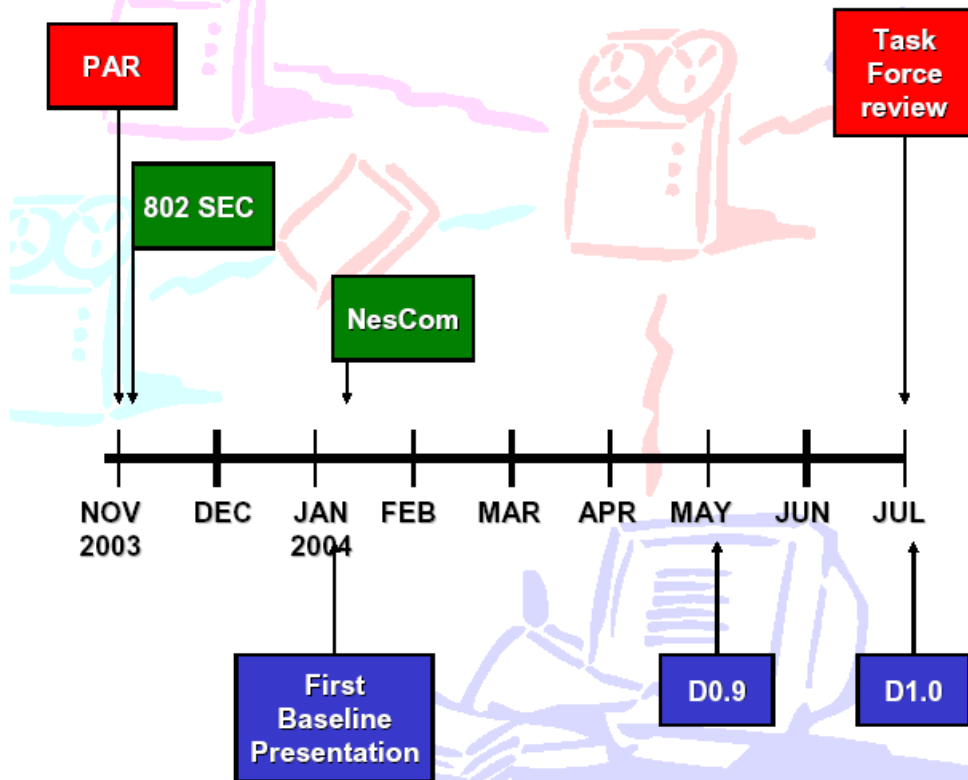 PAR
Task
Force
review
802 SEC
NesCom
NOV DEC JAN FEB MAR APR MAY JUN JUL
2003 2004
First
Baseline
Presentation
D0.9
D1.0